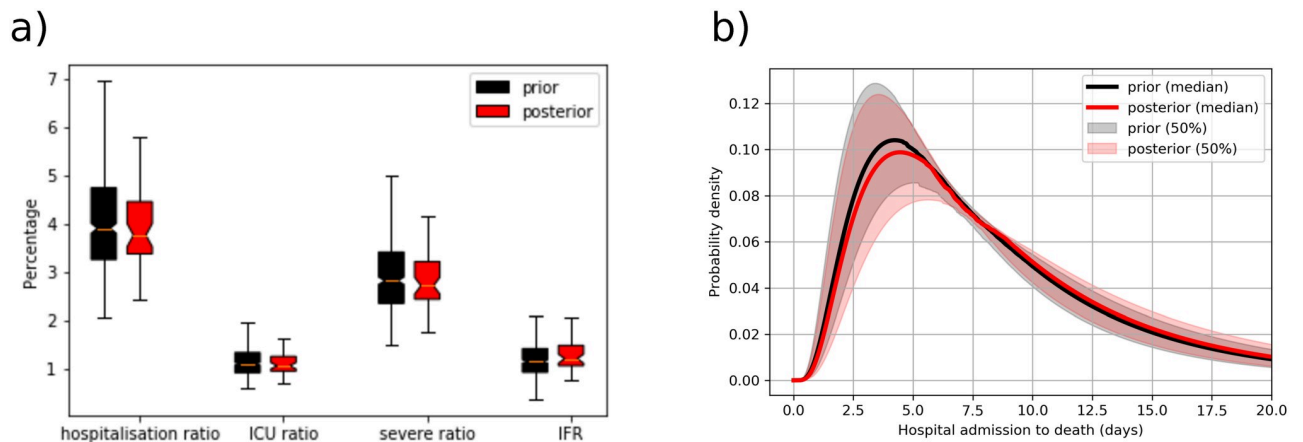 a)
7
6
5
4
3
2
1
Percentage
prior
posterior
hospitalisation ratio ICU ratio severe ratio IFR
b)
0.12
0.10
0.08
0.06
0.04
0.02
0.00
Probability density
prior (median)
posterior (median)
prior (50%)
posterior (50%)
0.0 2.5 5.0 7.5 10.0 12.5 15.0 17.5 20.0
Hospital admission to death (days)